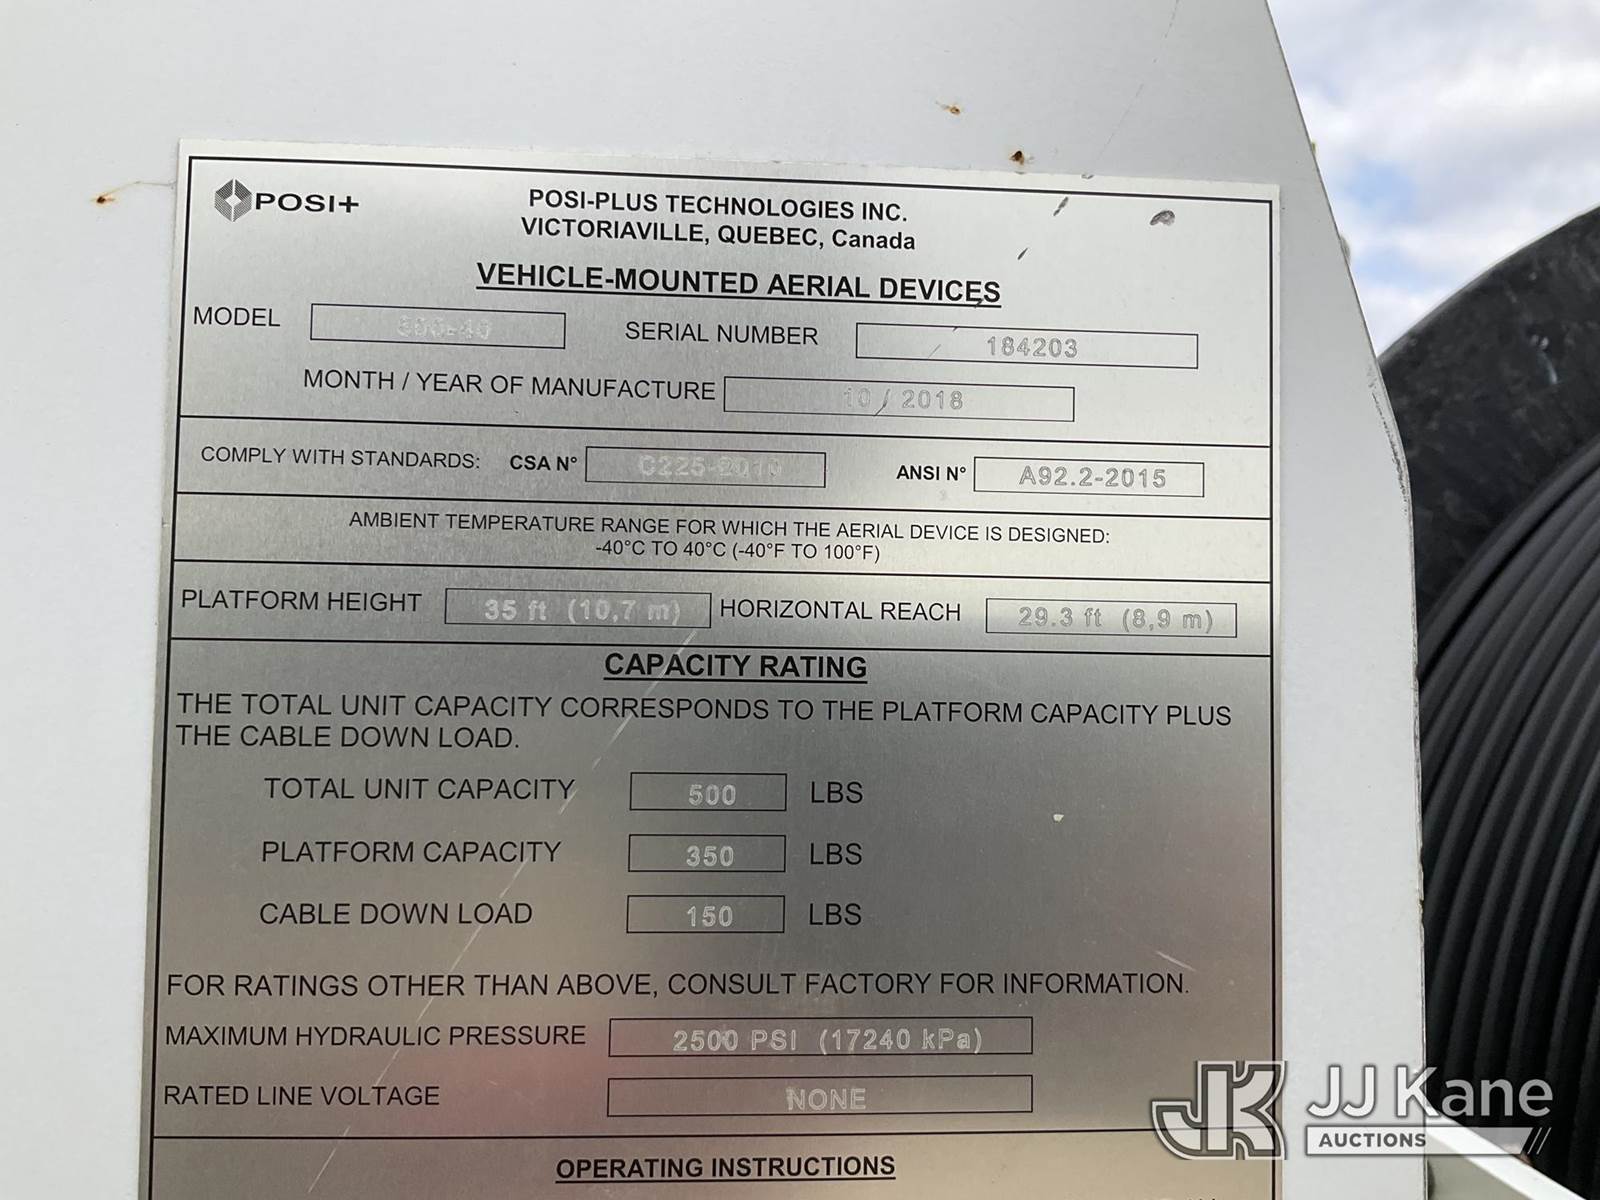 POSI+
POSI-PLUS TECHNOLOGIES INC.
VICTORIAVILLE, QUEBEC, Canada
VEHICLE-MOUNTED AERIAL DEVICES
MODEL SERIAL NUMBER 184203
MONTH / YEAR OF MANUFACTURE 10 / 2018
COMPLY WITH STANDARDS: CSA N° ANSI N° A92.2-2015
AMBIENT TEMPERATURE RANGE FOR WHICH THE AERIAL DEVICE IS DESIGNED:
-40°C TO 40°C (-40°F TO 100°F)
PLATFORM HEIGHT 35 ft (10,7 m) HORIZONTAL REACH 29.3 ft (8,9 m)
CAPACITY RATING
THE TOTAL UNIT CAPACITY CORRESPONDS TO THE PLATFORM CAPACITY PLUS
THE CABLE DOWN LOAD.
TOTAL UNIT CAPACITY 500 LBS
PLATFORM CAPACITY 350 LBS
CABLE DOWN LOAD 150 LBS
FOR RATINGS OTHER THAN ABOVE, CONSULT FACTORY FOR INFORMATION.
MAXIMUM HYDRAULIC PRESSURE 2500 PSI (17240 kPa)
RATED LINE VOLTAGE NONE
OPERATING INSTRUCTIONS
JK JJ Kane
AUCTIONS